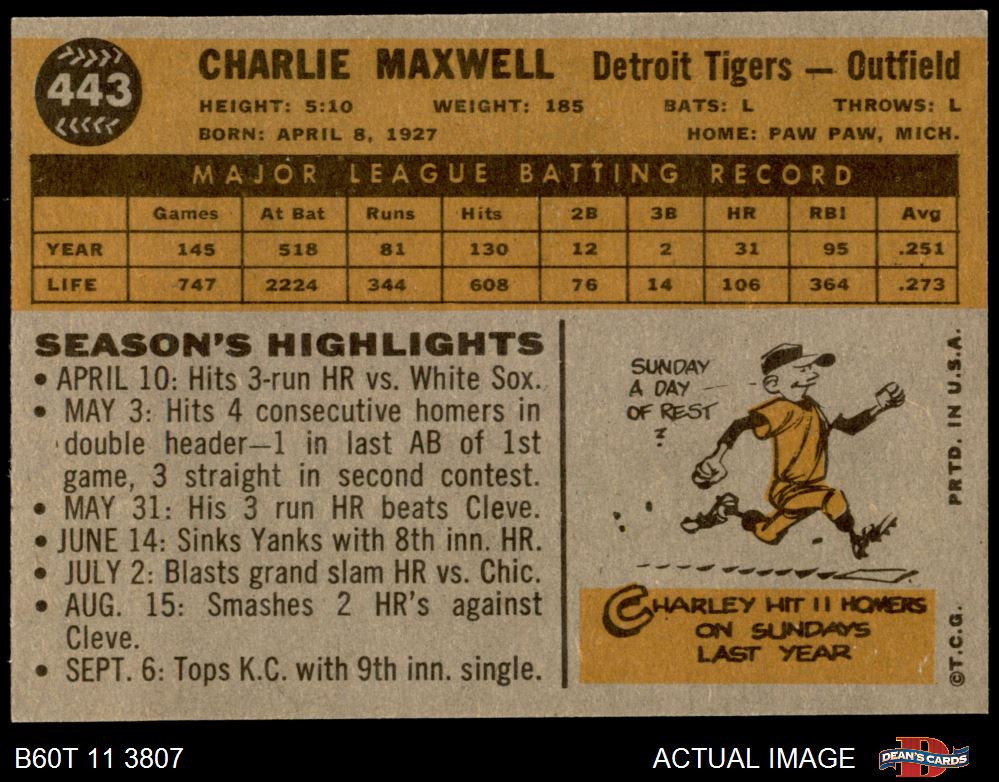 443
CHARLIE MAXWELL Detroit Tigers — Outfield
HEIGHT: 5:10 WEIGHT: 185 BATS: L THROWS: L
BORN: APRIL 8, 1927 HOME: PAW PAW, MICH.
MAJOR LEAGUE BATTING RECORD
Games At Bat Runs Hits 2B 3B HR RBI Avg
YEAR 145 518 81 130 12 2 31 95 .251
LIFE 747 2224 344 608 76 14 106 364 .273
SEASON'S HIGHLIGHTS
• APRIL 10: Hits 3-run HR vs. White Sox.
• MAY 3: Hits 4 consecutive homers in
double header—1 in last AB of 1st
game, 3 straight in second contest.
• MAY 31: His 3 run HR beats Cleve.
• JUNE 14: Sinks Yanks with 8th inn. HR.
• JULY 2: Blasts grand slam HR vs. Chic.
• AUG. 15: Smashes 2 HR's against
Cleve.
• SEPT. 6: Tops K.C. with 9th inn. single.
SUNDAY
A DAY
OF REST
?
CHARLEY HIT 11 HOMERS
ON SUNDAYS
LAST YEAR
©T.C.G. PRTD. IN U.S.A.
B60T 11 3807 ACTUAL IMAGE
DEAN'S CARDS